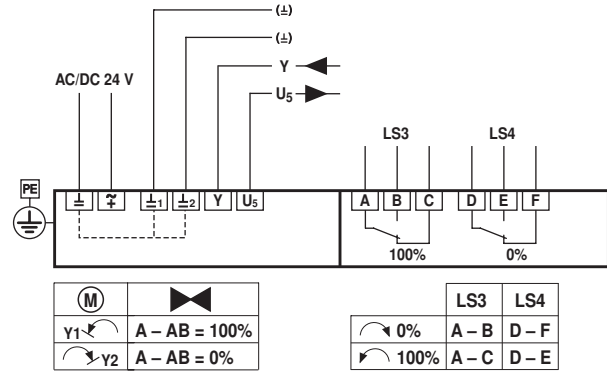 (⊥)
(⊥)
Y
AC/DC 24 V
U₅
LS3 LS4
PE
⊥ ~+ ⊥1 ⊥2 Y U₅ A B C D E F
100% 0%
M
Y1 A – AB = 100%
Y2 A – AB = 0%
LS3 LS4
0% A – B D – F
100% A – C D – E